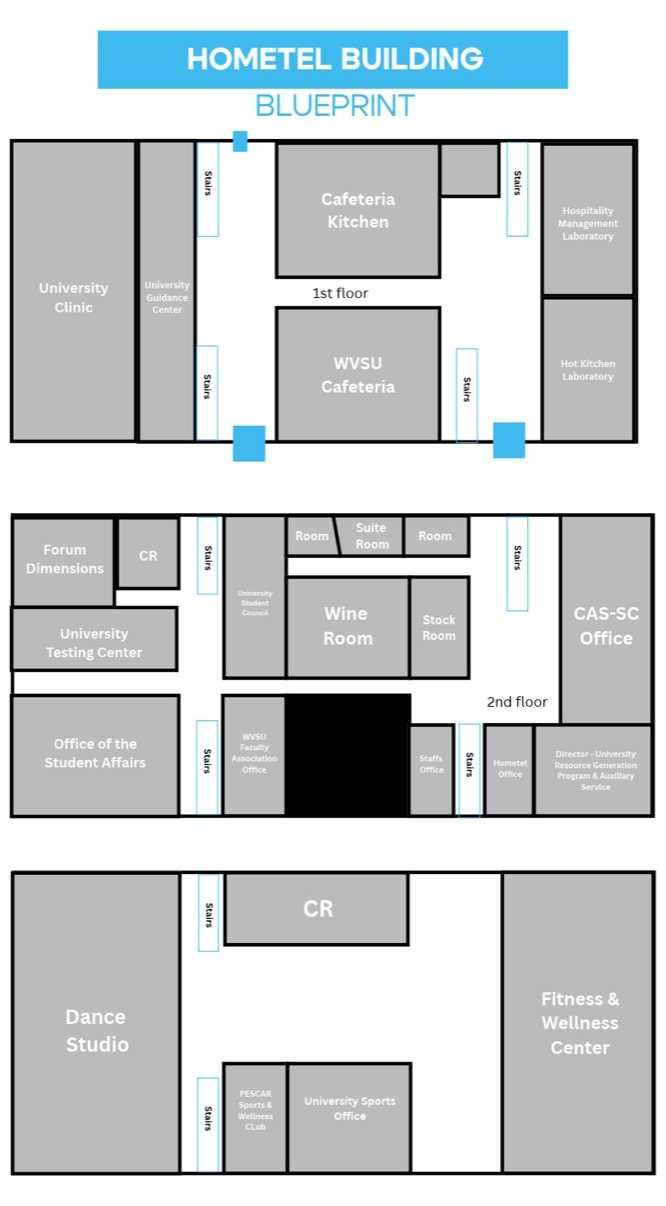 HOMETEL BUILDING
BLUEPRINT
University
Clinic
University
Guidance
Center
Stairs
Stairs
Cafeteria
Kitchen
1st floor
WVSU
Cafeteria
Stairs
Stairs
Hospitality
Management
Laboratory
Hot Kitchen
Laboratory
Forum
Dimensions
CR
University
Testing Center
Office of the
Student Affairs
Stairs
Stairs
University
Student
Council
WVSU
Faculty
Association
Office
Room
Suite
Room
Room
Wine
Room
Stock
Room
Stairs
2nd floor
Staffs
Office
Stairs
Hometel
Office
CAS-SC
Office
Director - University
Resource Generation
Program & Auxiliary
Service
Dance
Studio
Stairs
Stairs
CR
PESCAR
Sports &
Wellness
CLub
University Sports
Office
Fitness &
Wellness
Center